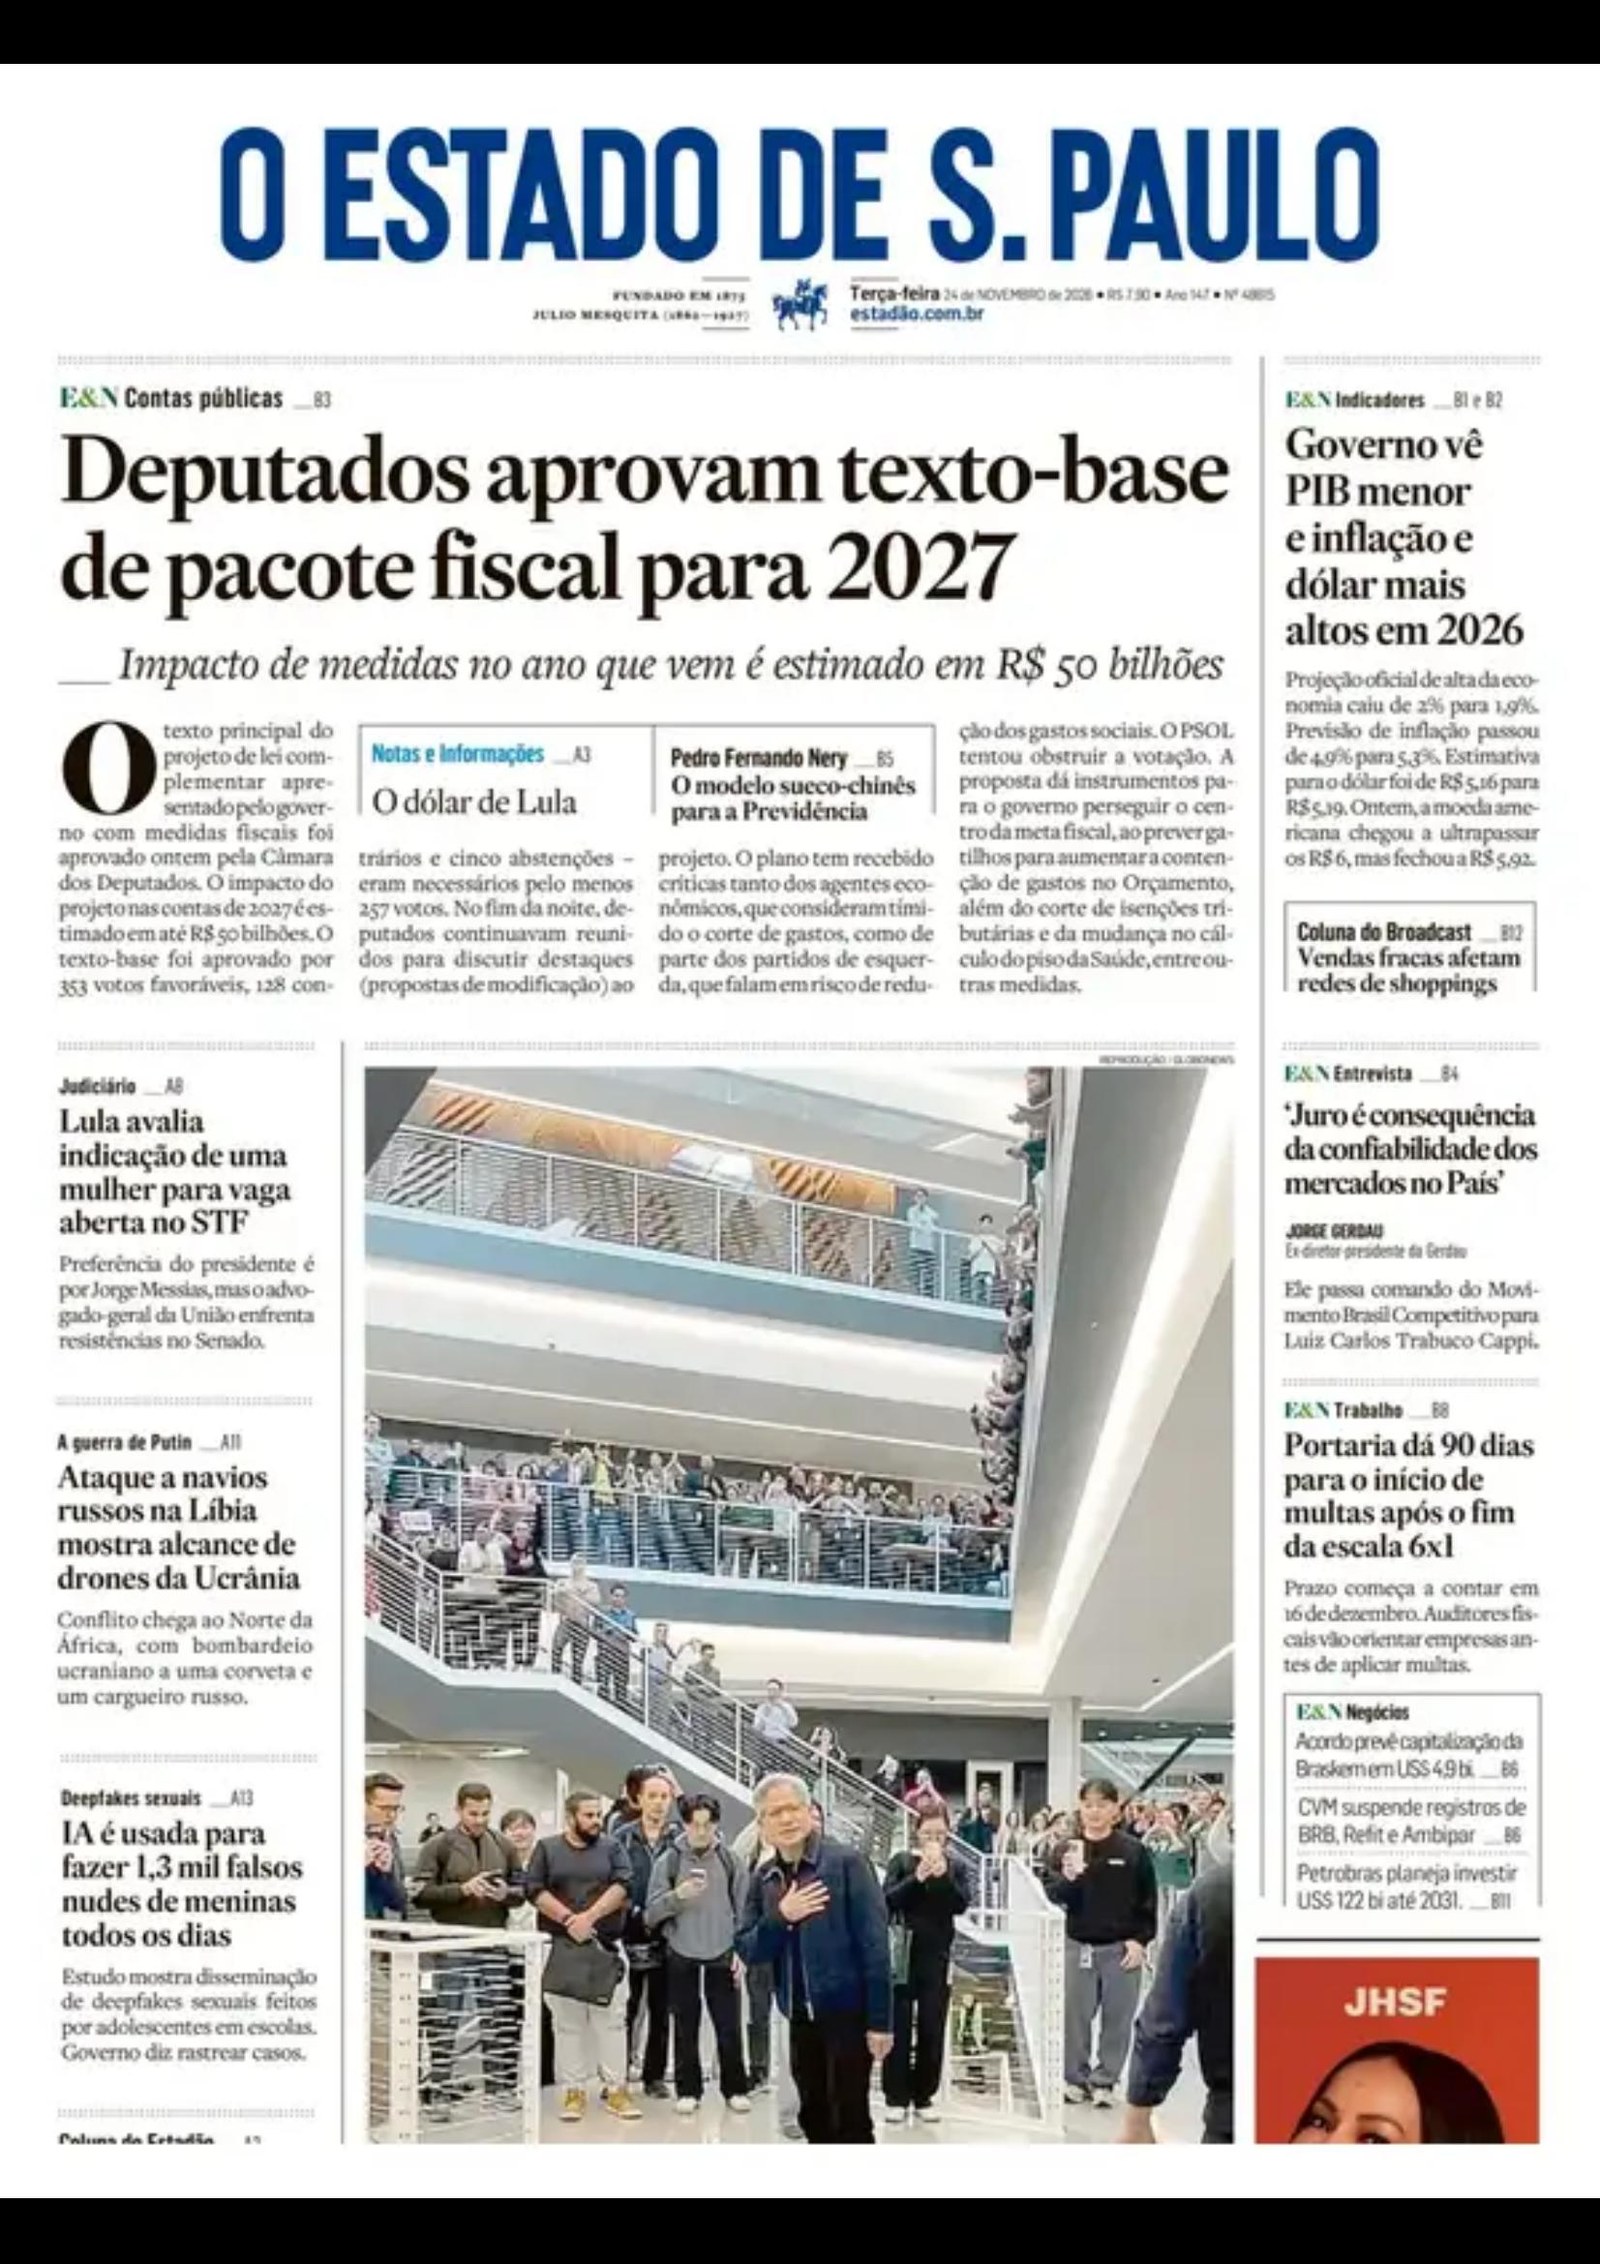 O ESTADO DE S. PAULO
FUNDADO EM 1875
JULIO MESQUITA (1862–1927)
Terça-feira 24 de NOVEMBRO de 2026 • R$ 7,90 • Ano 147 • Nº 48615
estadão.com.br
E&N Contas públicas __B3
Deputados aprovam texto-base
de pacote fiscal para 2027
__ Impacto de medidas no ano que vem é estimado em R$ 50 bilhões
O texto principal do
projeto de lei com-
plementar apre-
sentado pelo gover-
no com medidas fiscais foi
aprovado ontem pela Câmara
dos Deputados. O impacto do
projeto nas contas de 2027 é es-
timado em até R$ 50 bilhões. O
texto-base foi aprovado por
353 votos favoráveis, 128 con-
Notas e Informações __A3
O dólar de Lula
Pedro Fernando Nery __B5
O modelo sueco-chinês
para a Previdência
trários e cinco abstenções –
eram necessários pelo menos
257 votos. No fim da noite, de-
putados continuavam reuni-
dos para discutir destaques
(propostas de modificação) ao
projeto. O plano tem recebido
críticas tanto dos agentes eco-
nômicos, que consideram tími-
do o corte de gastos, como de
parte dos partidos de esquer-
da, que falam em risco de redu-
ção dos gastos sociais. O PSOL
tentou obstruir a votação. A
proposta dá instrumentos pa-
ra o governo perseguir o cen-
tro da meta fiscal, ao prever ga-
tilhos para aumentar a conten-
ção de gastos no Orçamento,
além do corte de isenções tri-
butárias e da mudança no cál-
culo do piso da Saúde, entre ou-
tras medidas.
E&N Indicadores __B1 e B2
Governo vê
PIB menor
e inflação e
dólar mais
altos em 2026
Projeção oficial de alta da eco-
nomia caiu de 2% para 1,9%.
Previsão de inflação passou
de 4,9% para 5,3%. Estimativa
para o dólar foi de R$ 5,16 para
R$ 5,19. Ontem, a moeda ame-
ricana chegou a ultrapassar
os R$ 6, mas fechou a R$ 5,92.
Coluna do Broadcast __B12
Vendas fracas afetam
redes de shoppings
Judiciário __A8
Lula avalia
indicação de uma
mulher para vaga
aberta no STF
Preferência do presidente é
por Jorge Messias, mas o advo-
gado-geral da União enfrenta
resistências no Senado.
A guerra de Putin __A11
Ataque a navios
russos na Líbia
mostra alcance de
drones da Ucrânia
Conflito chega ao Norte da
África, com bombardeio
ucraniano a uma corveta e
um cargueiro russo.
Deepfakes sexuais __A13
IA é usada para
fazer 1,3 mil falsos
nudes de meninas
todos os dias
Estudo mostra disseminação
de deepfakes sexuais feitos
por adolescentes em escolas.
Governo diz rastrear casos.
Coluna do Estadão __A2
REPRODUÇÃO / GLOBONEWS
E&N Entrevista __B4
‘Juro é consequência
da confiabilidade dos
mercados no País’
JORGE GERDAU
Ex-diretor-presidente da Gerdau
Ele passa comando do Movi-
mento Brasil Competitivo para
Luiz Carlos Trabuco Cappi.
E&N Trabalho __B8
Portaria dá 90 dias
para o início de
multas após o fim
da escala 6x1
Prazo começa a contar em
16 de dezembro. Auditores fis-
cais vão orientar empresas an-
tes de aplicar multas.
E&N Negócios
Acordo prevê capitalização da
Braskem em US$ 4,9 bi. __B6
CVM suspende registros de
BRB, Refit e Ambipar __B6
Petrobras planeja investir
US$ 122 bi até 2031. __B11
JHSF